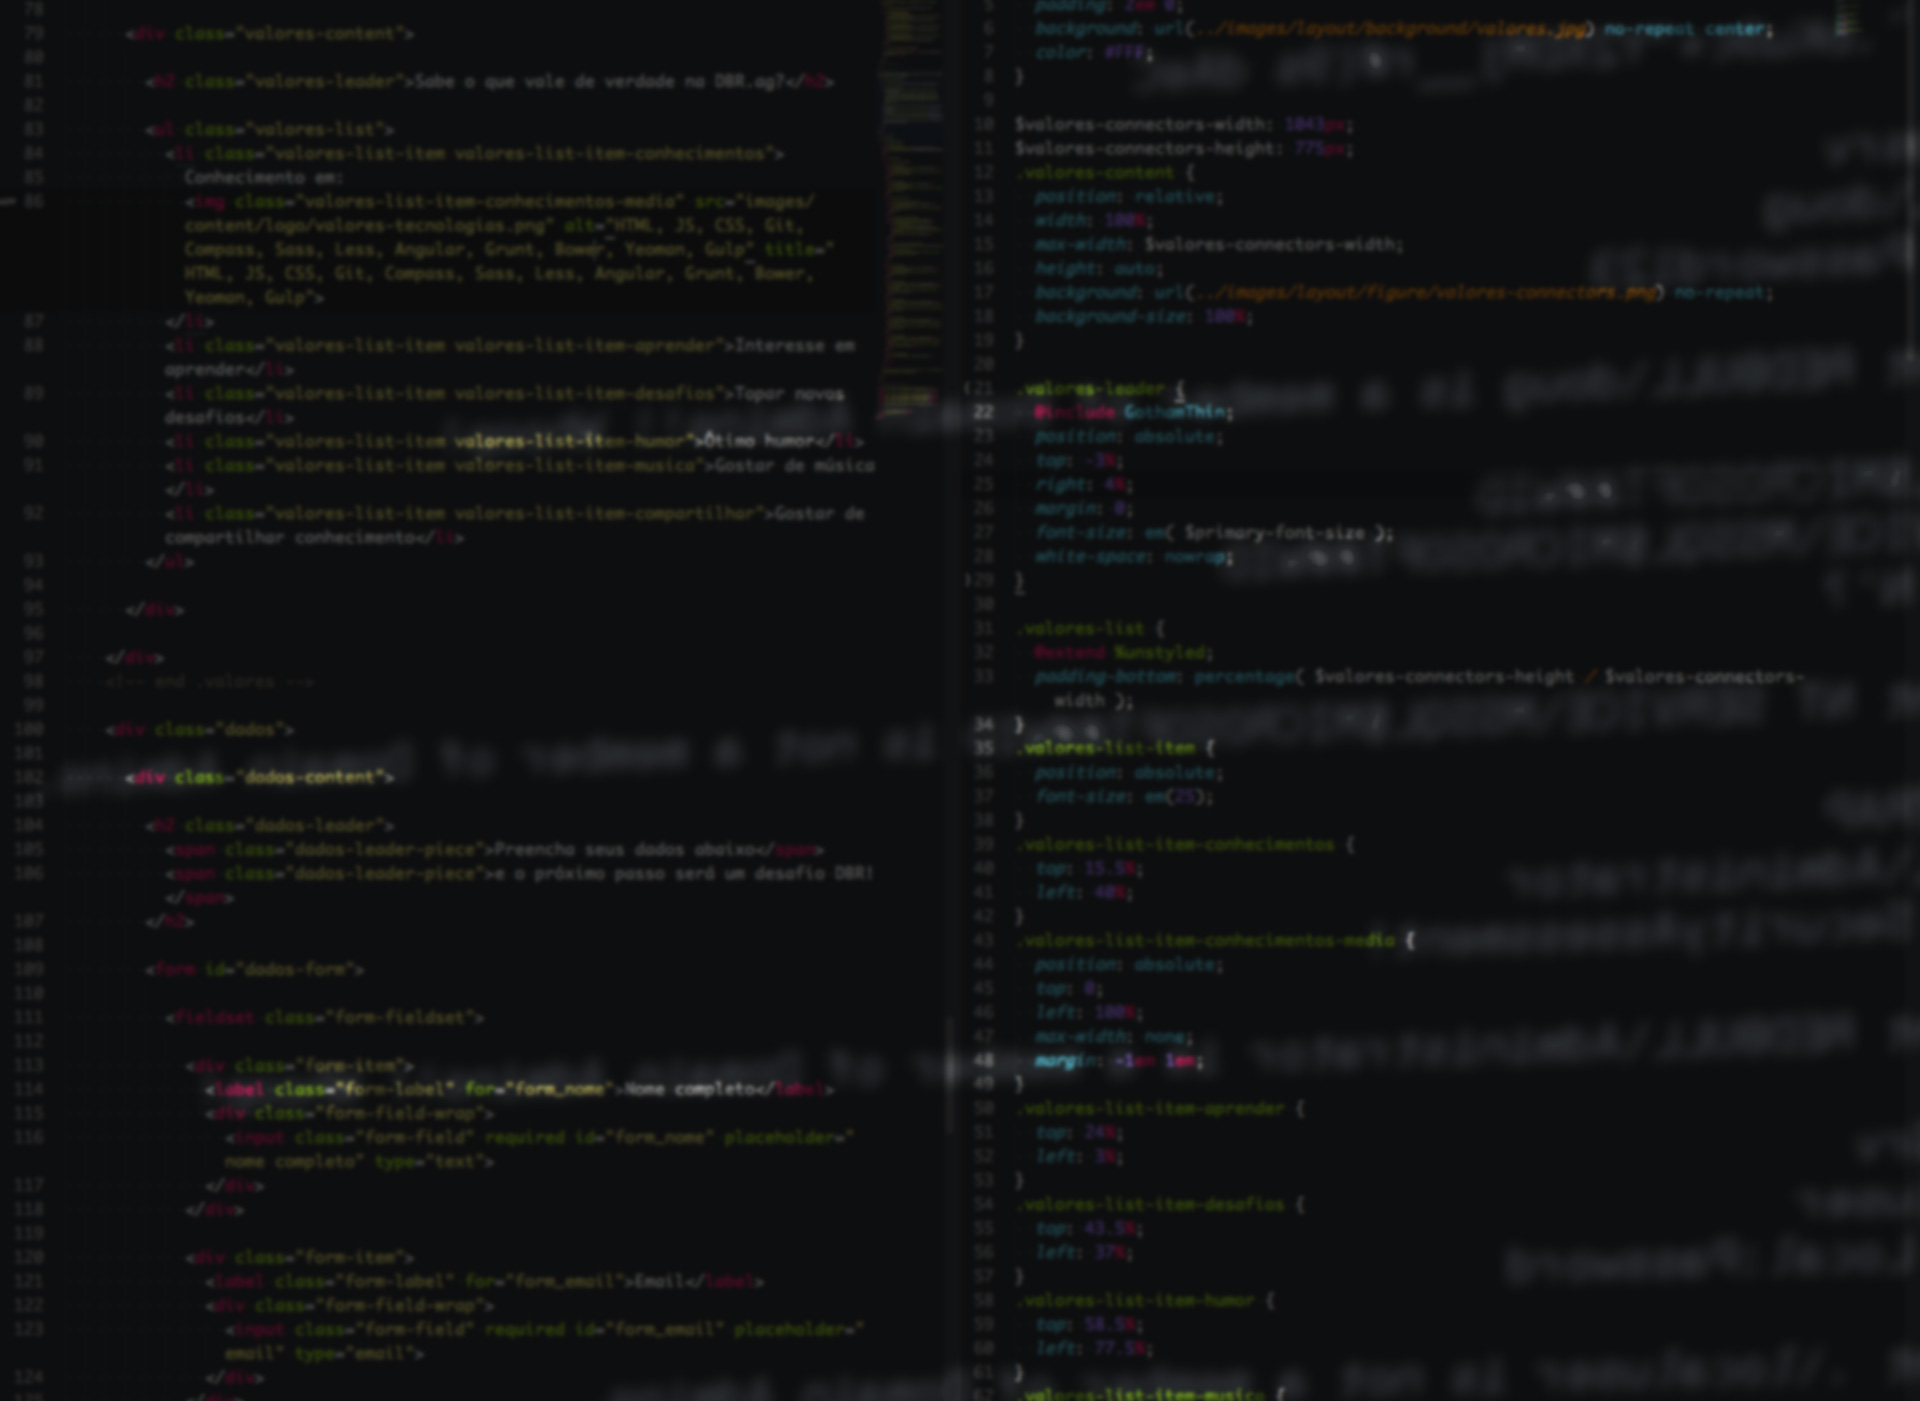 78
79 <div class="valores-content">
80
81 <h2 class="valores-leader">Sabe o que vale de verdade na DBR.ag?</h2>
82
83 <ul class="valores-list">
84 <li class="valores-list-item valores-list-item-conhecimentos">
85 Conhecimento em:
86 <img class="valores-list-item-conhecimentos-media" src="images/
content/logo/valores-tecnologias.png" alt="HTML, JS, CSS, Git,
Compass, Sass, Less, Angular, Grunt, Bower, Yeoman, Gulp" title="
HTML, JS, CSS, Git, Compass, Sass, Less, Angular, Grunt, Bower,
Yeoman, Gulp">
87 </li>
88 <li class="valores-list-item valores-list-item-aprender">Interesse em
aprender</li>
89 <li class="valores-list-item valores-list-item-desafios">Topar novos
desafios</li>
90 <li class="valores-list-item valores-list-item-humor">Ótimo humor</li>
91 <li class="valores-list-item valores-list-item-musica">Gostar de música
</li>
92 <li class="valores-list-item valores-list-item-compartilhar">Gostar de
compartilhar conhecimento</li>
93 </ul>
94
95 </div>
96
97 </div>
98 <!-- end .valores -->
99
100 <div class="dados">
101
102 <div class="dados-content">
103
104 <h2 class="dados-leader">
105 <span class="dados-leader-piece">Preencha seus dados abaixo</span>
106 <span class="dados-leader-piece">e o próximo passo será um desafio DBR!
</span>
107 </h2>
108
109 <form id="dados-form">
110
111 <fieldset class="form-fieldset">
112
113 <div class="form-item">
114 <label class="form-label" for="form_nome">Nome completo</label>
115 <div class="form-field-wrap">
116 <input class="form-field" required id="form_nome" placeholder="
nome completo" type="text">
117 </div>
118 </div>
119
120 <div class="form-item">
121 <label class="form-label" for="form_email">Email</label>
122 <div class="form-field-wrap">
123 <input class="form-field" required id="form_email" placeholder="
email" type="email">
124 </div>
125 </div>
5 padding: 2em 0;
6 background: url(../images/layout/background/valores.jpg) no-repeat center;
7 color: #FFF;
8 }
9
10 $valores-connectors-width: 1043px;
11 $valores-connectors-height: 775px;
12 .valores-content {
13 position: relative;
14 width: 100%;
15 max-width: $valores-connectors-width;
16 height: auto;
17 background: url(../images/layout/figure/valores-connectors.png) no-repeat;
18 background-size: 100%;
19 }
20
21 .valores-leader {
22 @include GothamThin;
23 position: absolute;
24 top: -3%;
25 right: 4%;
26 margin: 0;
27 font-size: em( $primary-font-size );
28 white-space: nowrap;
29 }
30
31 .valores-list {
32 @extend %unstyled;
33 padding-bottom: percentage( $valores-connectors-height / $valores-connectors-
width );
34 }
35 .valores-list-item {
36 position: absolute;
37 font-size: em(25);
38 }
39 .valores-list-item-conhecimentos {
40 top: 15.5%;
41 left: 40%;
42 }
43 .valores-list-item-conhecimentos-media {
44 position: absolute;
45 top: 0;
46 left: 100%;
47 max-width: none;
48 margin: -1em 1em;
49 }
50 .valores-list-item-aprender {
51 top: 24%;
52 left: 3%;
53 }
54 .valores-list-item-desafios {
55 top: 43.5%;
56 left: 37%;
57 }
58 .valores-list-item-humor {
59 top: 58.5%;
60 left: 77.5%;
61 }
62 .valores-list-item-musica {